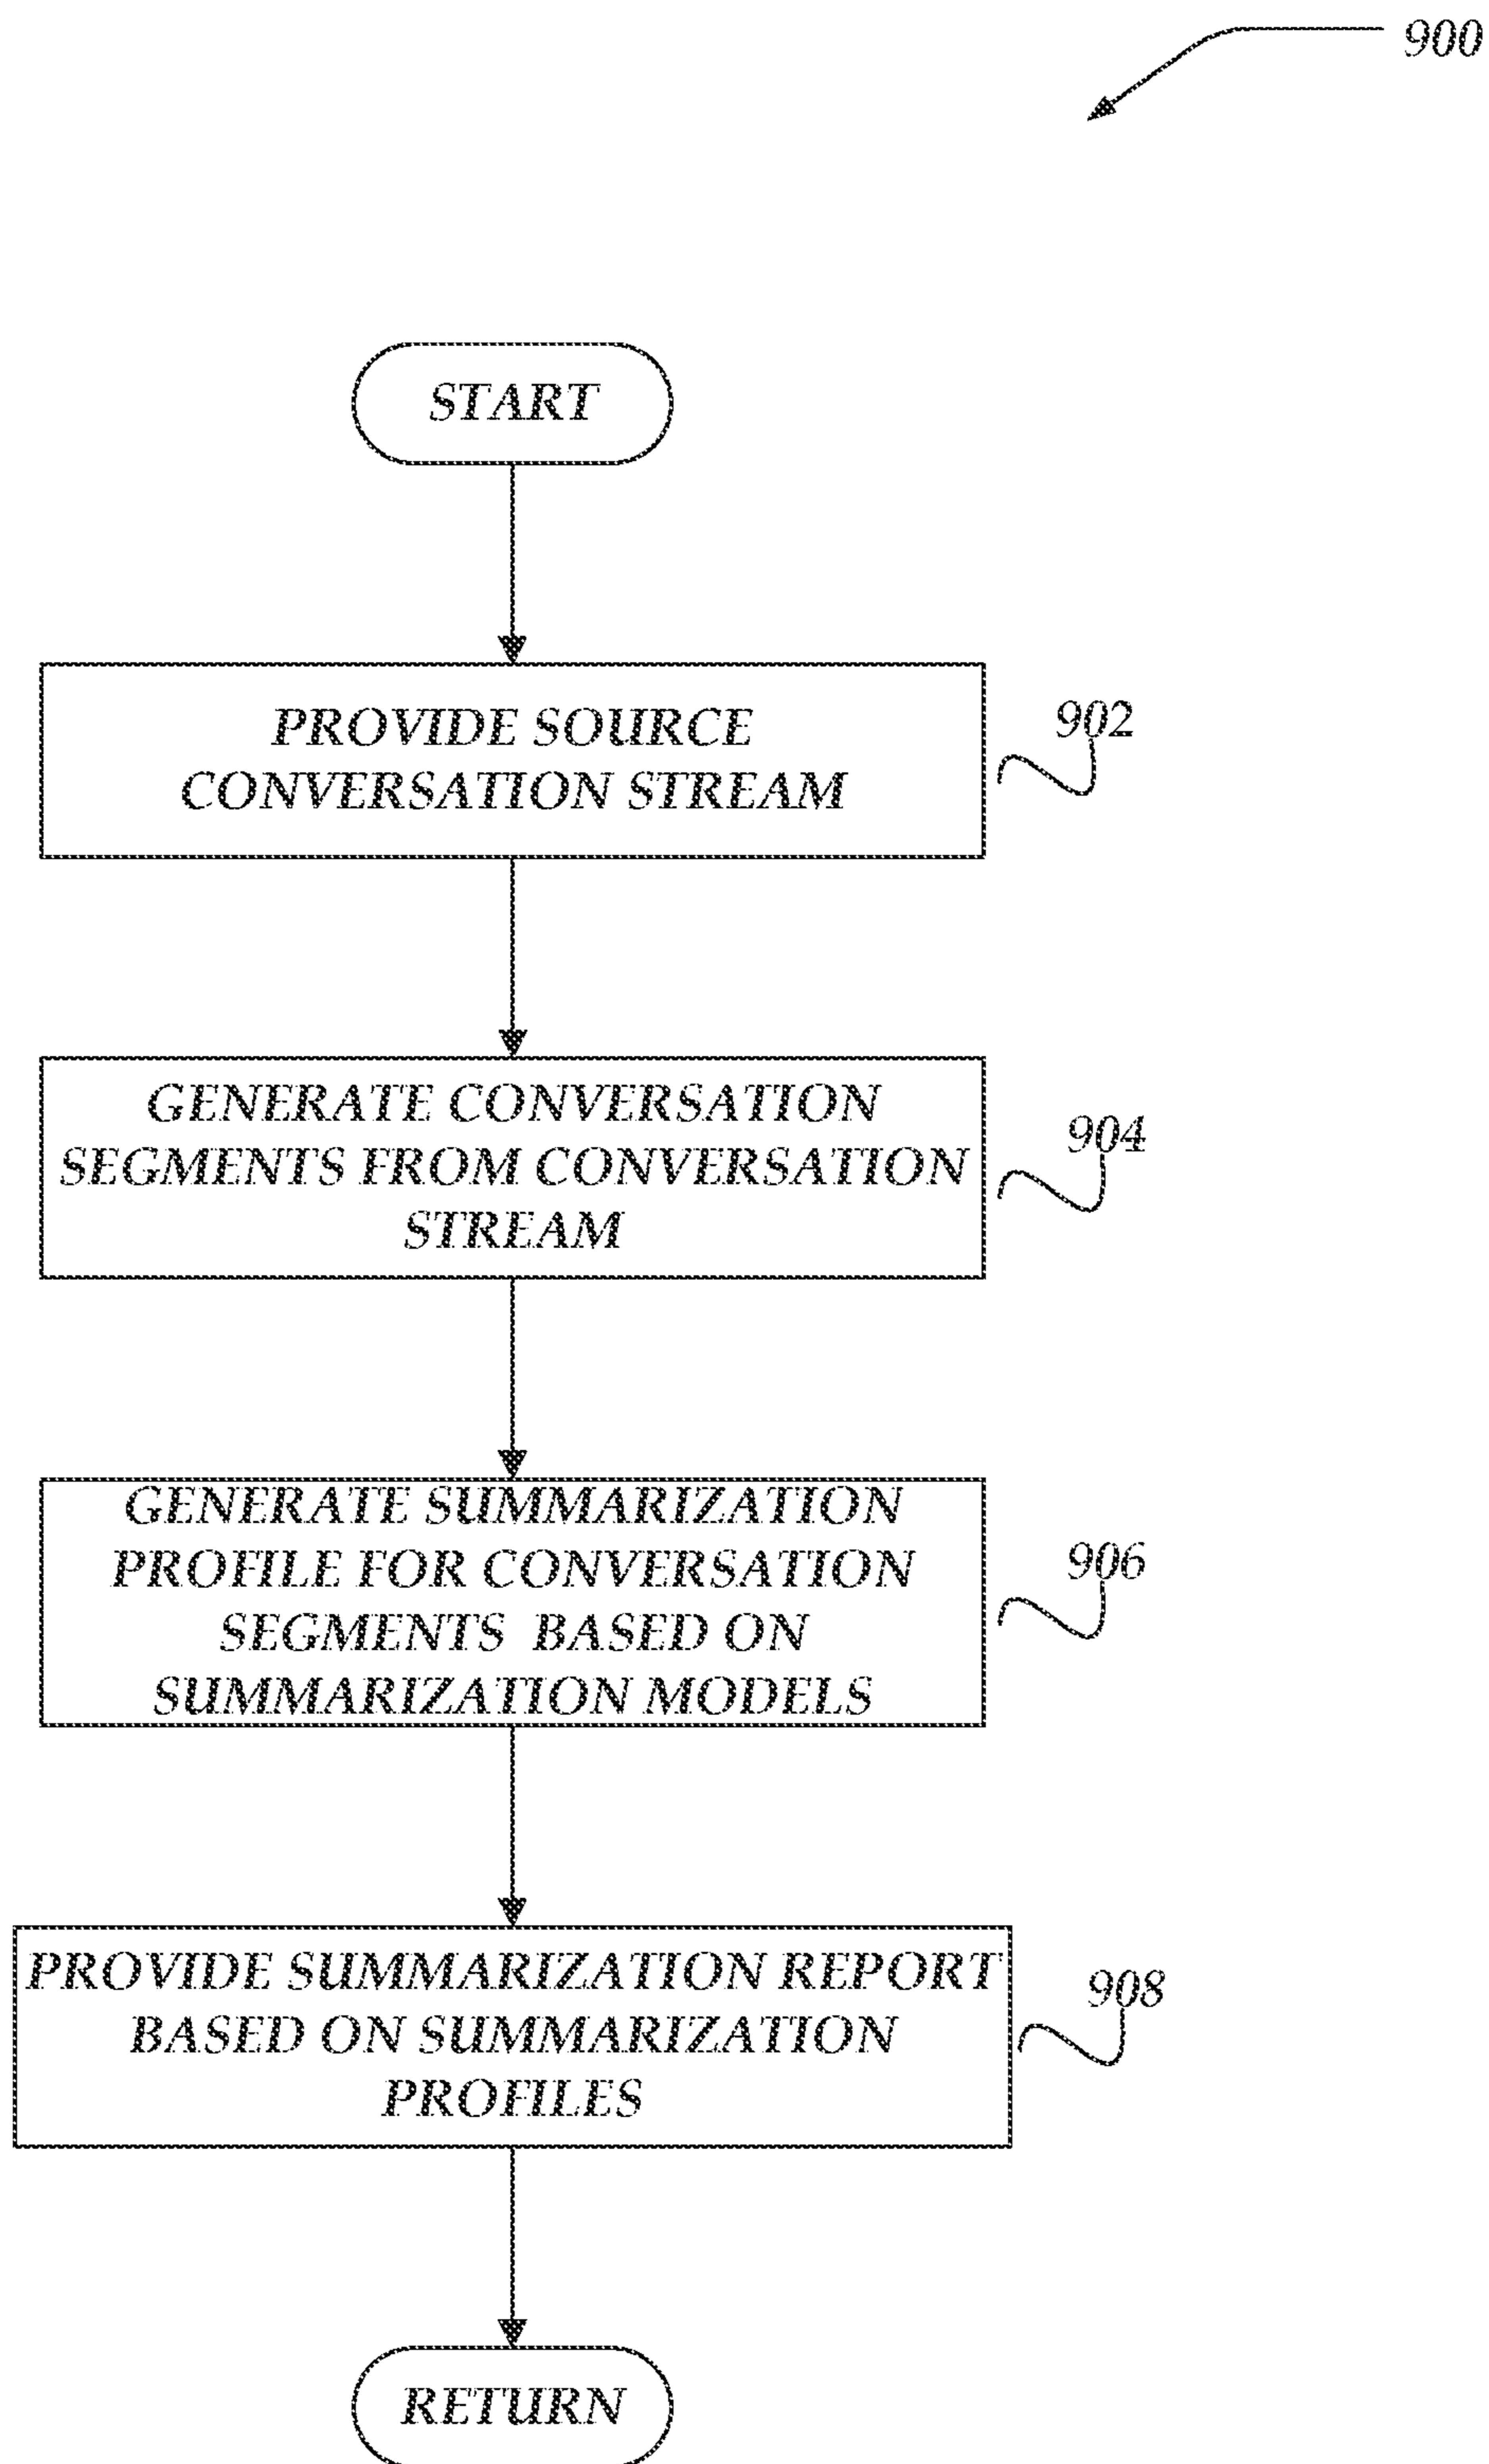 900
START
PROVIDE SOURCE
CONVERSATION STREAM
902
GENERATE CONVERSATION
SEGMENTS FROM CONVERSATION
STREAM
904
GENERATE SUMMARIZATION
PROFILE FOR CONVERSATION
SEGMENTS BASED ON
SUMMARIZATION MODELS
906
PROVIDE SUMMARIZATION REPORT
BASED ON SUMMARIZATION
PROFILES
908
RETURN